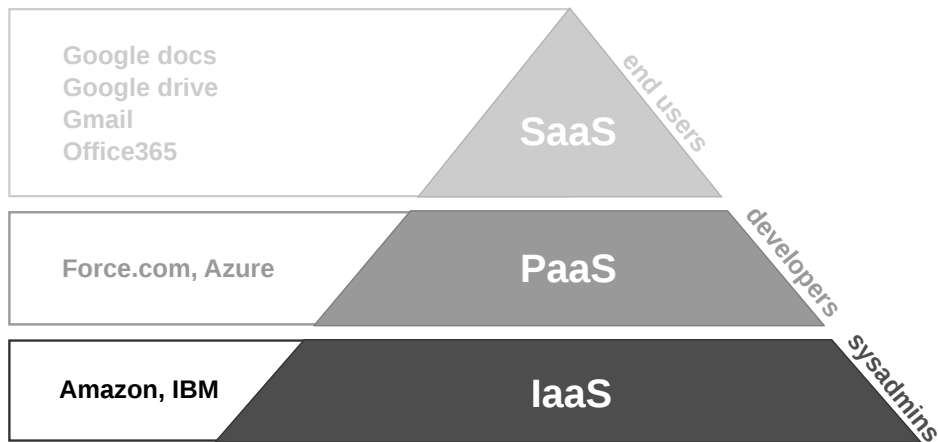 Google docs
Google drive
Gmail
Office365
SaaS
end users
Force.com, Azure
PaaS
developers
Amazon, IBM
IaaS
sysadmins